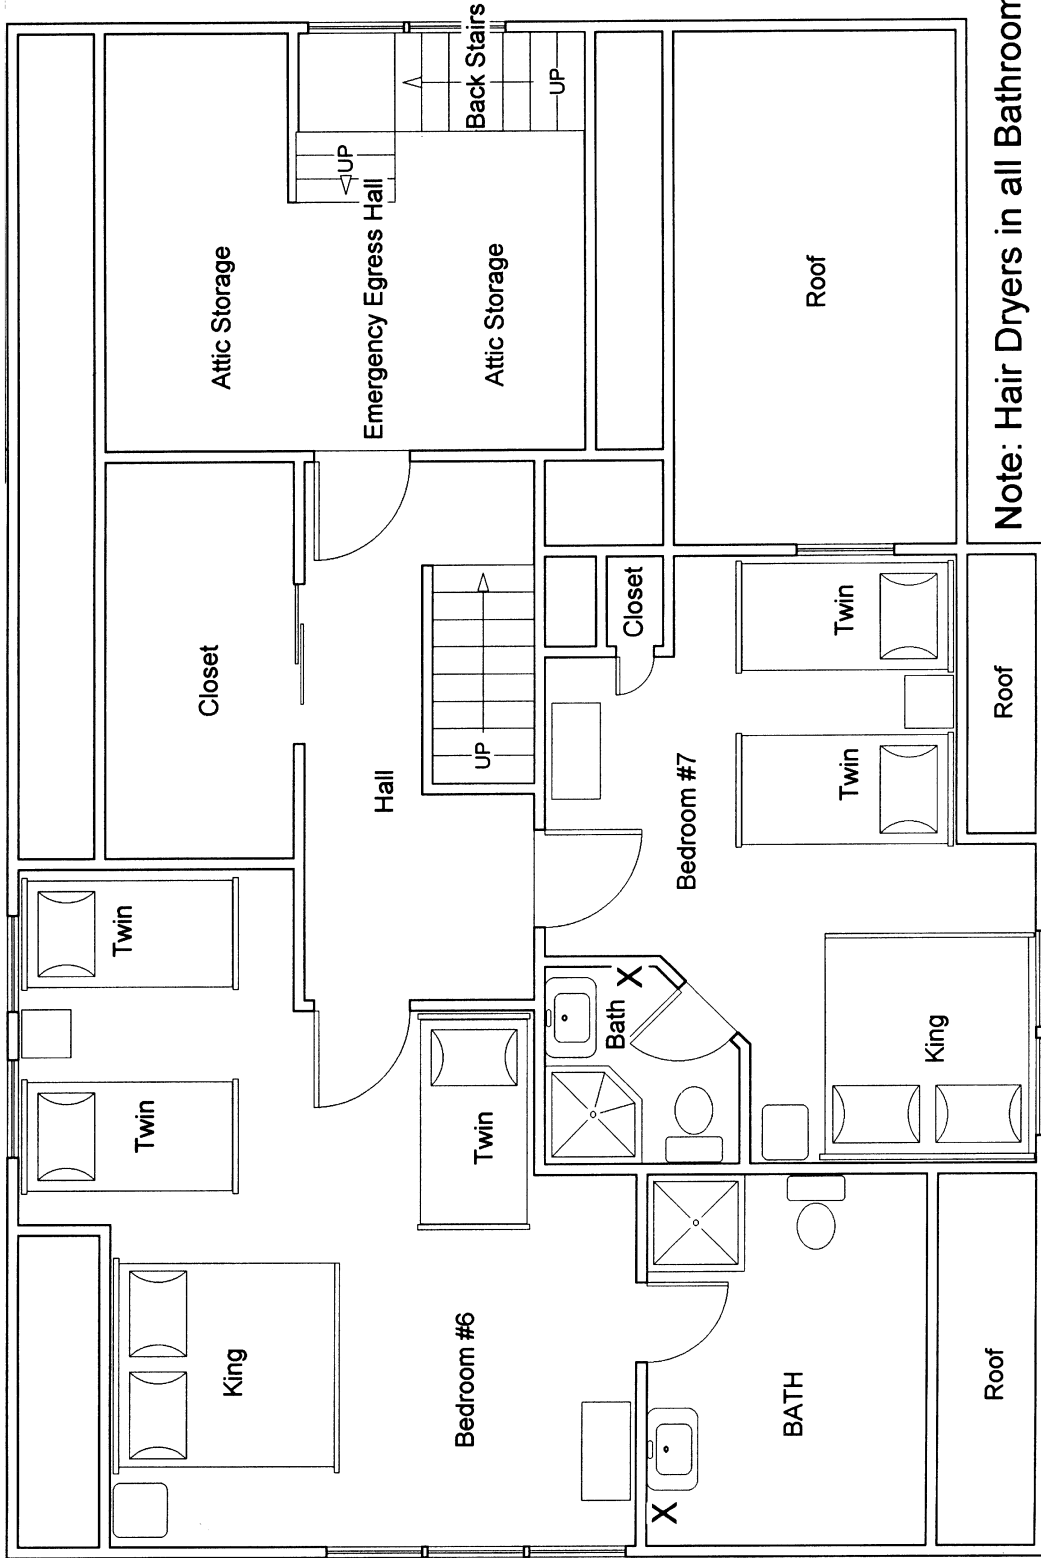 Twin
Twin
Closet
Attic Storage
King
UP
Emergency Egress Hall
Hall
Bedroom #6
Twin
UP
Back Stairs
Attic Storage
UP
Bath
X
Closet
X
Bedroom #7
BATH
Roof
Twin
Twin
King
Roof
Roof
Note: Hair Dryers in all Bathroom